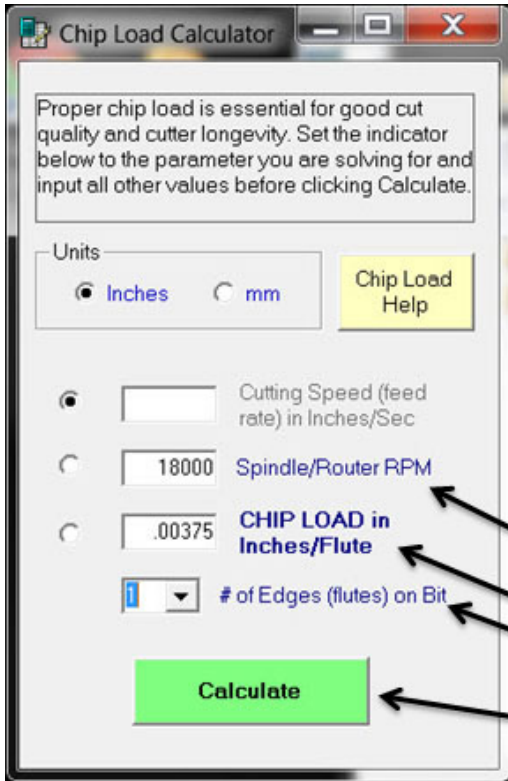 Chip Load Calculator
Proper chip load is essential for good cut
quality and cutter longevity. Set the indicator
below to the parameter you are solving for and
input all other values before clicking Calculate.
Units
Inches
mm
Chip Load
Help
Cutting Speed (feed
rate) in Inches/Sec
18000 Spindle/Router RPM
.00375 CHIP LOAD in
Inches/Flute
1 # of Edges (flutes) on Bit
Calculate